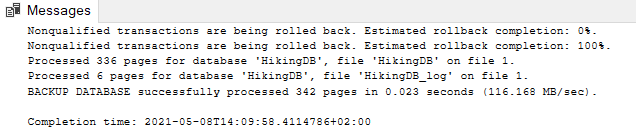 Messages
Nonqualified transactions are being rolled back. Estimated rollback completion: 0%.
Nonqualified transactions are being rolled back. Estimated rollback completion: 100%.
Processed 336 pages for database 'HikingDB', file 'HikingDB' on file 1.
Processed 6 pages for database 'HikingDB', file 'HikingDB_log' on file 1.
BACKUP DATABASE successfully processed 342 pages in 0.023 seconds (116.168 MB/sec).
Completion time: 2021-05-08T14:09:58.4114786+02:00